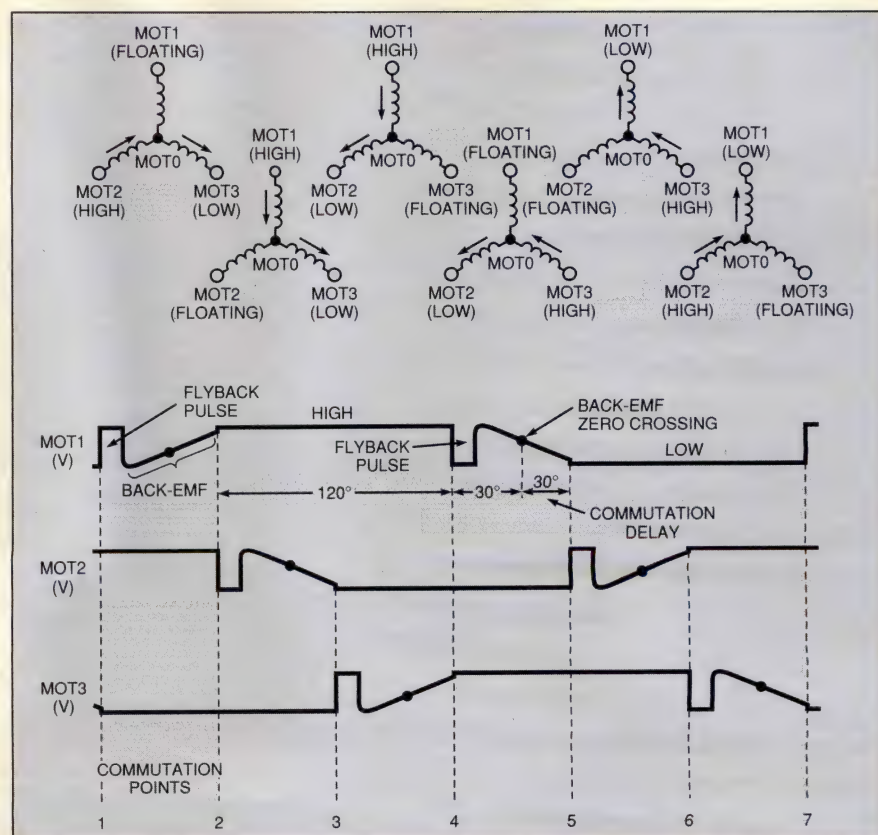 MOT1
(FLOATING)
MOT0
MOT2
(HIGH)
MOT3
(LOW)
MOT1
(HIGH)
MOT0
MOT2
(FLOATING)
MOT3
(LOW)
MOT1
(HIGH)
MOT0
MOT2
(LOW)
MOT3
(FLOATING)
MOT1
(FLOATING)
MOT0
MOT2
(LOW)
MOT3
(HIGH)
MOT1
(LOW)
MOT0
MOT2
(FLOATING)
MOT3
(HIGH)
MOT1
(LOW)
MOT0
MOT2
(HIGH)
MOT3
(FLOATIING)
FLYBACK
PULSE
HIGH
BACK-EMF
ZERO CROSSING
MOT1
(V)
FLYBACK
PULSE
LOW
BACK-EMF
120°
30°
30°
COMMUTATION
DELAY
MOT2
(V)
MOT3
(V)
COMMUTATION
POINTS
1 2 3 4 5 6 7